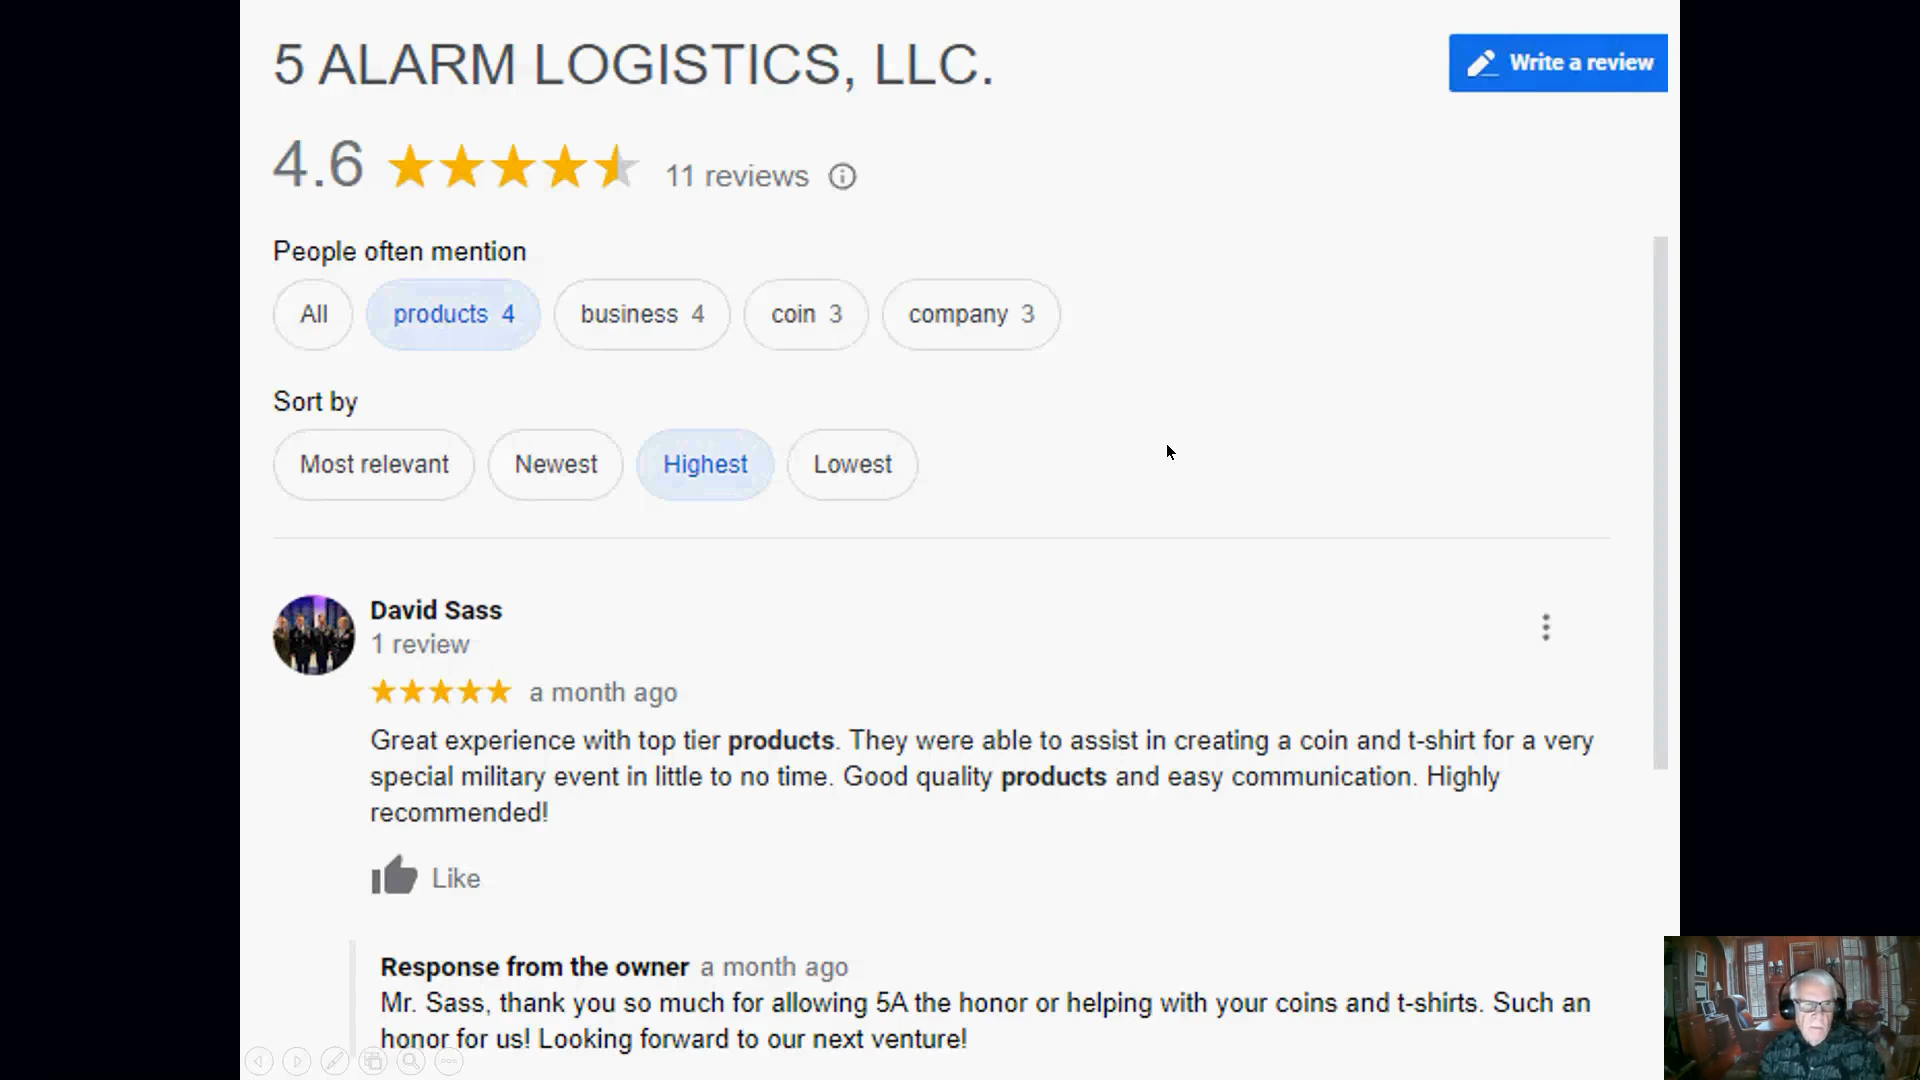 5 ALARM LOGISTICS, LLC.
Write a review
4.6 11 reviews
People often mention
All products 4 business 4 coin 3 company 3
Sort by
Most relevant Newest Highest Lowest
David Sass
1 review
a month ago
Great experience with top tier products. They were able to assist in creating a coin and t-shirt for a very
special military event in little to no time. Good quality products and easy communication. Highly
recommended!
Like
Response from the owner a month ago
Mr. Sass, thank you so much for allowing 5A the honor or helping with your coins and t-shirts. Such an
honor for us! Looking forward to our next venture!